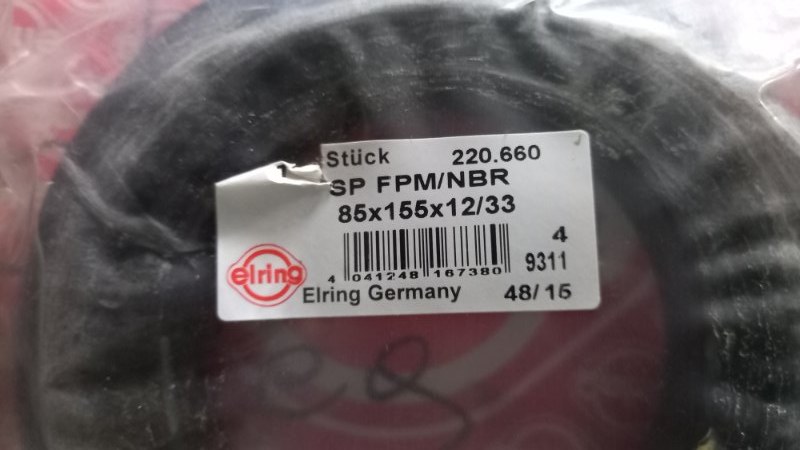 Stück 220.660
SP FPM/NBR
85x155x12/33
4
9311
4 041248 167380
elring
Elring Germany 48/15